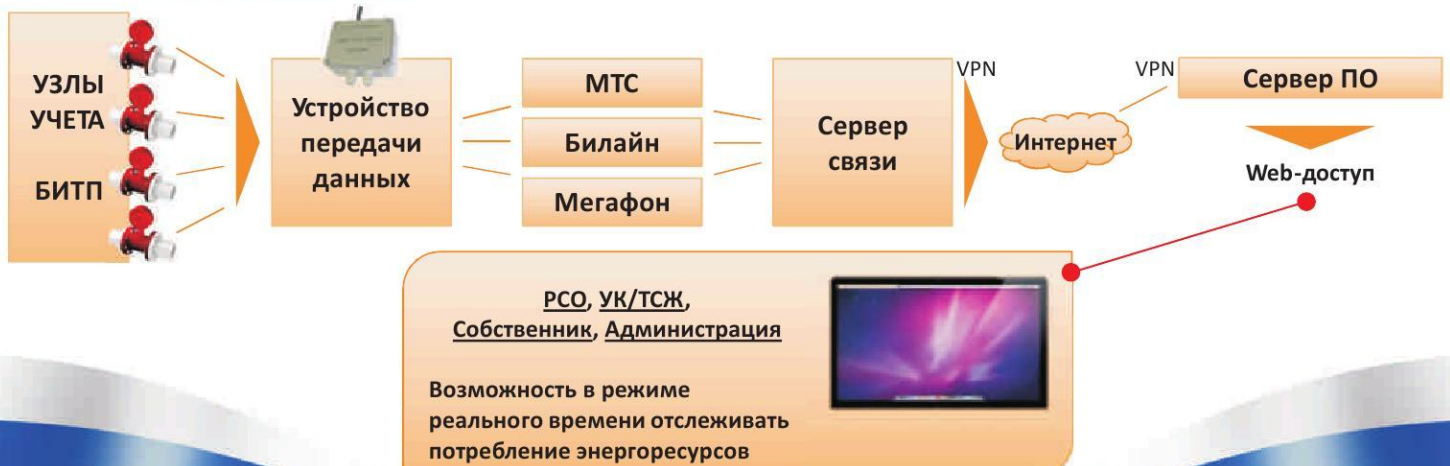 УЗЛЫ
УЧЕТА
БИТП
Устройство
передачи
данных
МТС
Билайн
Мегафон
Сервер
связи
VPN
Интернет
VPN
Сервер ПО
Web-доступ
РСО, УК/ТСЖ,
Собственник, Администрация
Возможность в режиме
реального времени отслеживать
потребление энергоресурсов